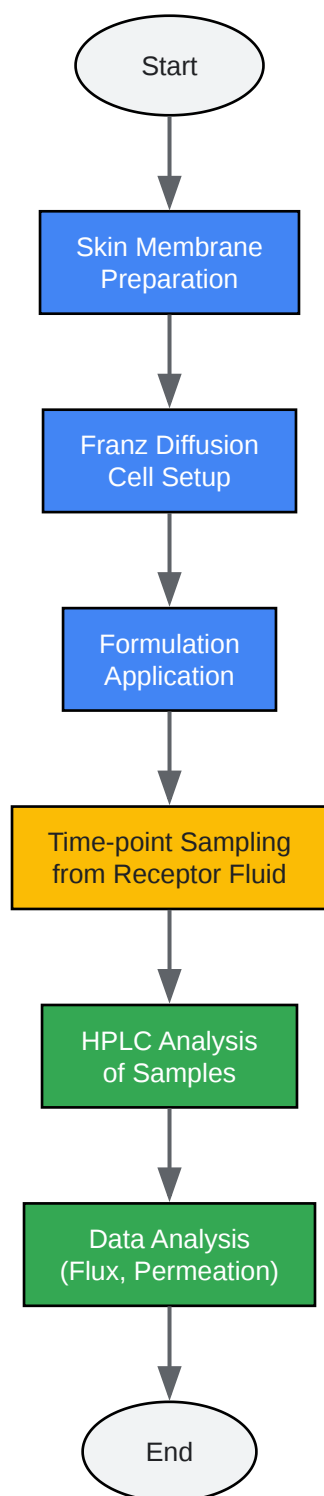 Start
Skin Membrane
Preparation
Franz Diffusion
Cell Setup
Formulation
Application
Time-point Sampling
from Receptor Fluid
HPLC Analysis
of Samples
Data Analysis
(Flux, Permeation)
End